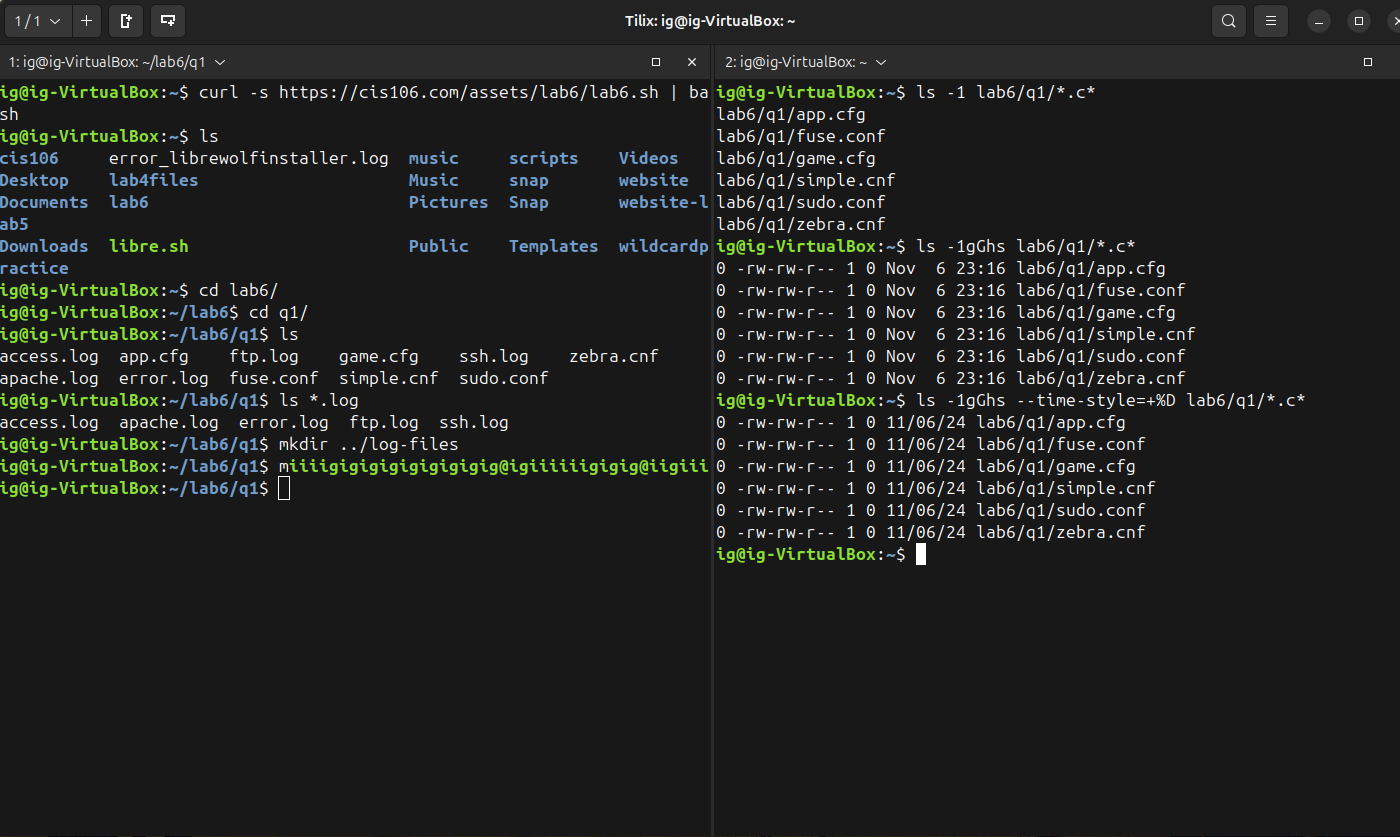 1 / 1
Tilix: ig@ig-VirtualBox: ~
1: ig@ig-VirtualBox: ~/lab6/q1
ig@ig-VirtualBox:~$ curl -s https://cis106.com/assets/lab6/lab6.sh | ba
sh
ig@ig-VirtualBox:~$ ls
cis106     error_librewolfinstaller.log  music     scripts    Videos
Desktop    lab4files                     Music     snap       website
Documents  lab6                          Pictures  Snap       website-l
ab5
Downloads  libre.sh                      Public    Templates  wildcardp
ractice
ig@ig-VirtualBox:~$ cd lab6/
ig@ig-VirtualBox:~/lab6$ cd q1/
ig@ig-VirtualBox:~/lab6/q1$ ls
access.log  app.cfg    ftp.log    game.cfg    ssh.log    zebra.cnf
apache.log  error.log  fuse.conf  simple.cnf  sudo.conf
ig@ig-VirtualBox:~/lab6/q1$ ls *.log
access.log  apache.log  error.log  ftp.log  ssh.log
ig@ig-VirtualBox:~/lab6/q1$ mkdir ../log-files
ig@ig-VirtualBox:~/lab6/q1$ miiiigigigigigigigigig@igiiiiiigigig@iigiii
ig@ig-VirtualBox:~/lab6/q1$
2: ig@ig-VirtualBox: ~
ig@ig-VirtualBox:~$ ls -1 lab6/q1/*.c*
lab6/q1/app.cfg
lab6/q1/fuse.conf
lab6/q1/game.cfg
lab6/q1/simple.cnf
lab6/q1/sudo.conf
lab6/q1/zebra.cnf
ig@ig-VirtualBox:~$ ls -1gGhs lab6/q1/*.c*
0 -rw-rw-r-- 1 0 Nov  6 23:16 lab6/q1/app.cfg
0 -rw-rw-r-- 1 0 Nov  6 23:16 lab6/q1/fuse.conf
0 -rw-rw-r-- 1 0 Nov  6 23:16 lab6/q1/game.cfg
0 -rw-rw-r-- 1 0 Nov  6 23:16 lab6/q1/simple.cnf
0 -rw-rw-r-- 1 0 Nov  6 23:16 lab6/q1/sudo.conf
0 -rw-rw-r-- 1 0 Nov  6 23:16 lab6/q1/zebra.cnf
ig@ig-VirtualBox:~$ ls -1gGhs --time-style=+%D lab6/q1/*.c*
0 -rw-rw-r-- 1 0 11/06/24 lab6/q1/app.cfg
0 -rw-rw-r-- 1 0 11/06/24 lab6/q1/fuse.conf
0 -rw-rw-r-- 1 0 11/06/24 lab6/q1/game.cfg
0 -rw-rw-r-- 1 0 11/06/24 lab6/q1/simple.cnf
0 -rw-rw-r-- 1 0 11/06/24 lab6/q1/sudo.conf
0 -rw-rw-r-- 1 0 11/06/24 lab6/q1/zebra.cnf
ig@ig-VirtualBox:~$